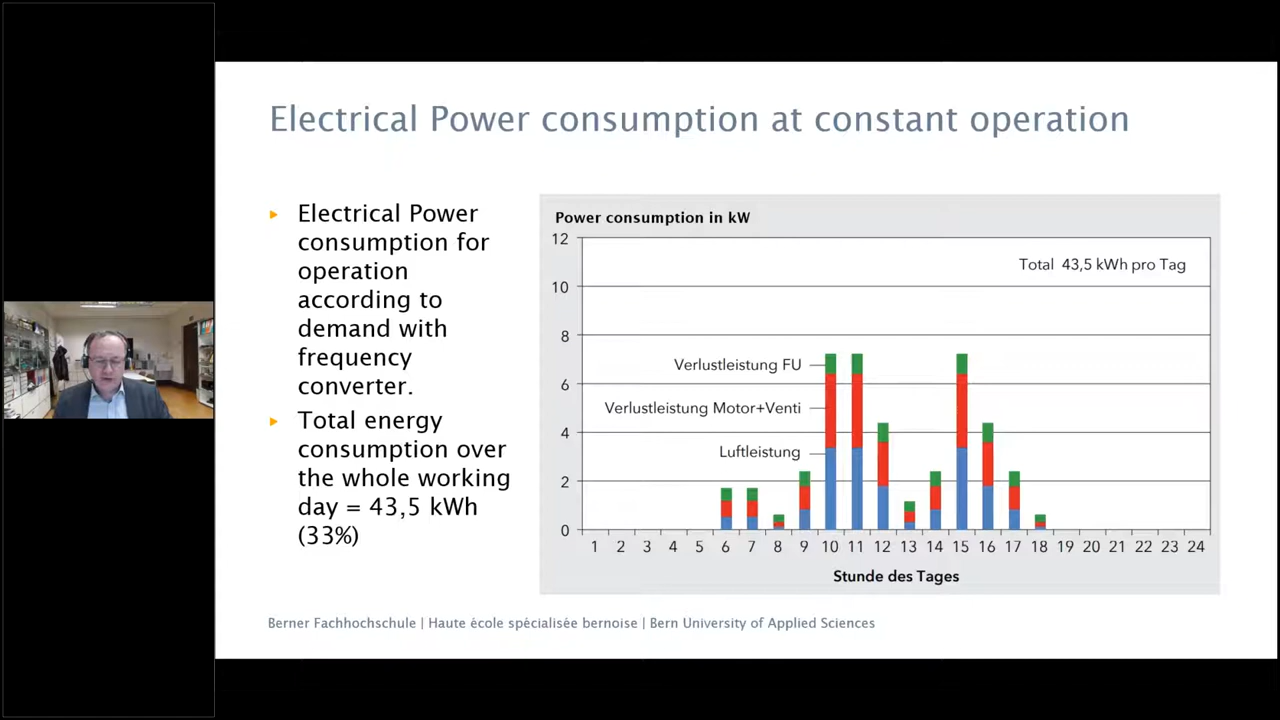 Electrical Power consumption at constant operation
Electrical Power
consumption for
operation
according to
demand with
frequency
converter.
Total energy
consumption over
the whole working
day = 43,5 kWh
(33%)
Power consumption in kW
12
Total 43,5 kWh pro Tag
10
8
Verlustleistung FU
6
Verlustleistung Motor+Venti
4
Luftleistung
2
0
1 2 3 4 5 6 7 8 9 10 11 12 13 14 15 16 17 18 19 20 21 22 23 24
Stunde des Tages
Berner Fachhochschule | Haute école spécialisée bernoise | Bern University of Applied Sciences